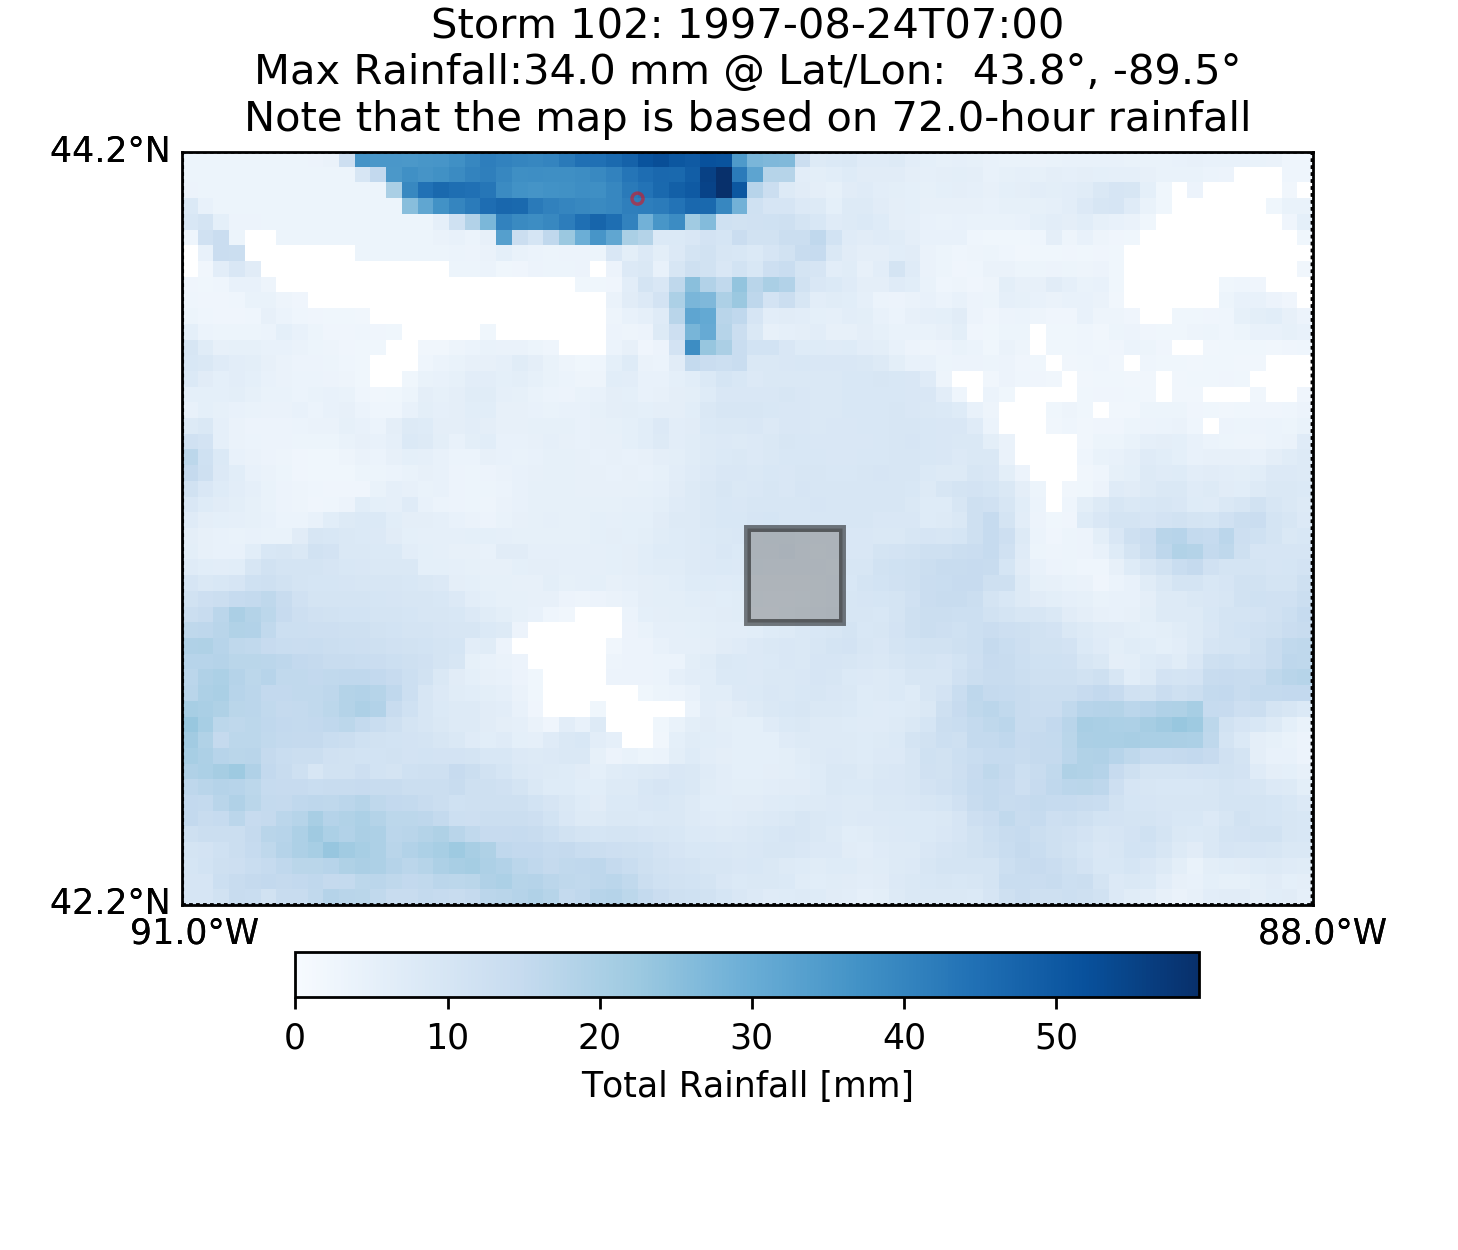 Storm 102: 1997-08-24T07:00
Max Rainfall:34.0 mm @ Lat/Lon:  43.8°, -89.5°
Note that the map is based on 72.0-hour rainfall
44.2°N
42.2°N
91.0°W 88.0°W
0 10 20 30 40 50
Total Rainfall [mm]